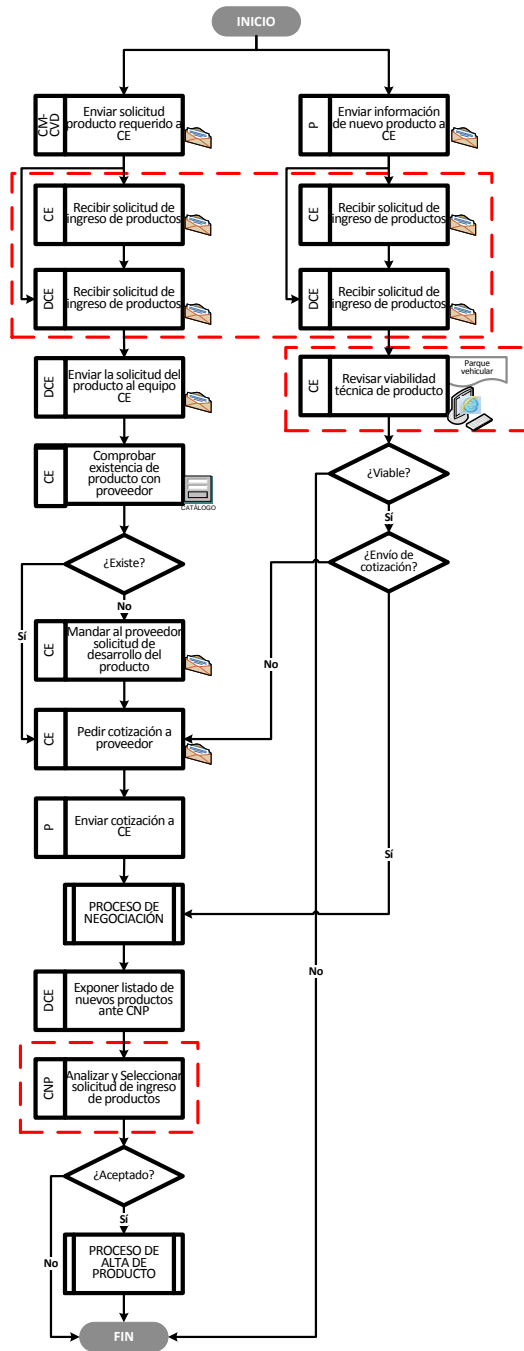 INICIO
CM-
CVD
Enviar solicitud
producto requerido a
CE
P
Enviar información
de nuevo producto a
CE
CE
Recibir solicitud de
ingreso de productos
CE
Recibir solicitud de
ingreso de productos
DCE
Recibir solicitud de
ingreso de productos
DCE
Recibir solicitud de
ingreso de productos
DCE
Enviar la solicitud del
producto al equipo
CE
CE
Revisar viabilidad
técnica de producto
Parque
vehicular
CE
Comprobar
existencia de
producto con
proveedor
CATÁLOGO
¿Viable?
Sí
¿Existe?
¿Envío de
cotización?
No
Sí
No
CE
Mandar al proveedor
solicitud de
desarrollo del
producto
CE
Pedir cotización a
proveedor
P
Enviar cotización a
CE
Sí
PROCESO DE
NEGOCIACIÓN
No
DCE
Exponer listado de
nuevos productos
ante CNP
CNP
Analizar y Seleccionar
solicitud de ingreso
de productos
¿Aceptado?
Sí
No
PROCESO DE
ALTA DE
PRODUCTO
FIN